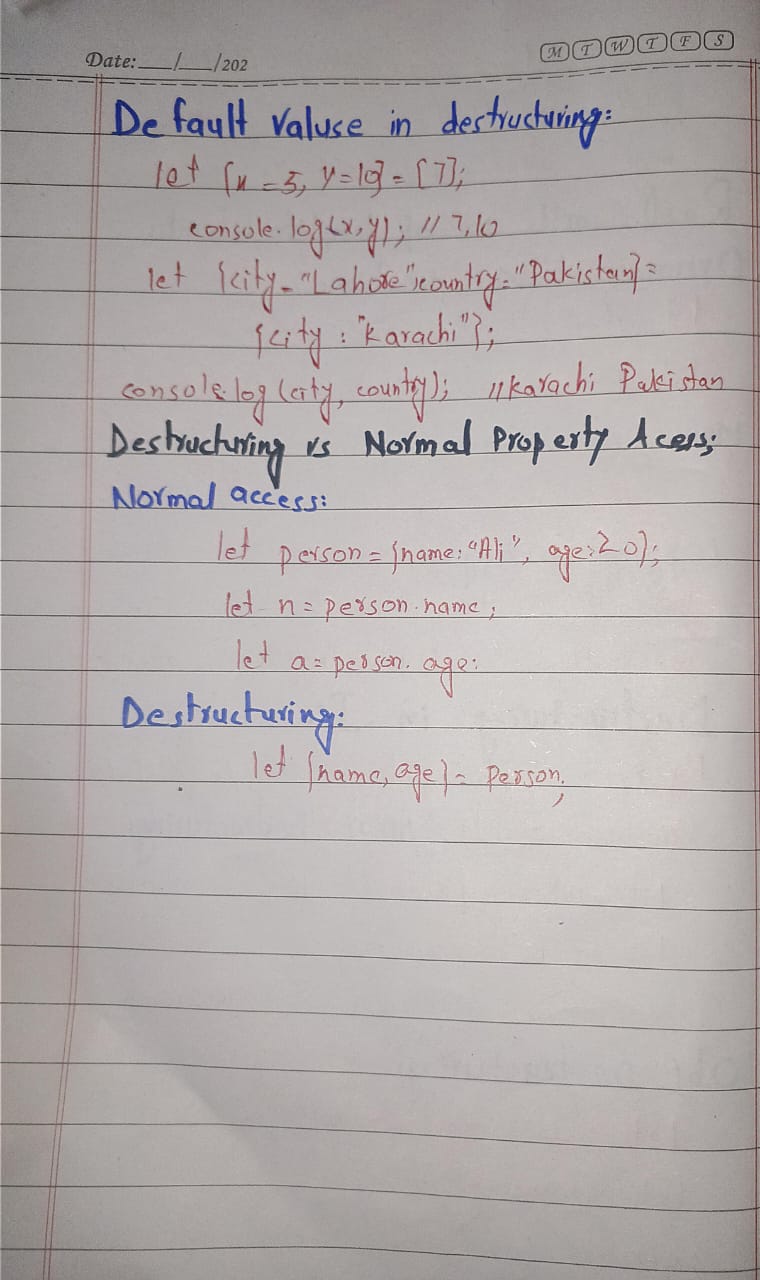 Date:__/__/202
M T W T F S
Default Valuse in destructuring:
let [x = 5, y=10] = [7];
console.log(x,y); // 7,10
let {city = "Lahore", country = "Pakistan} =
{city : "Karachi"};
console.log (city, country); //Karachi Pakistan
Destructuring vs Normal Property Acess;
Normal access:
let person = {name: "Ali", age: 20};
let n = person.name;
let a = person.age:
Destructuring:
let {name, age} = Person;